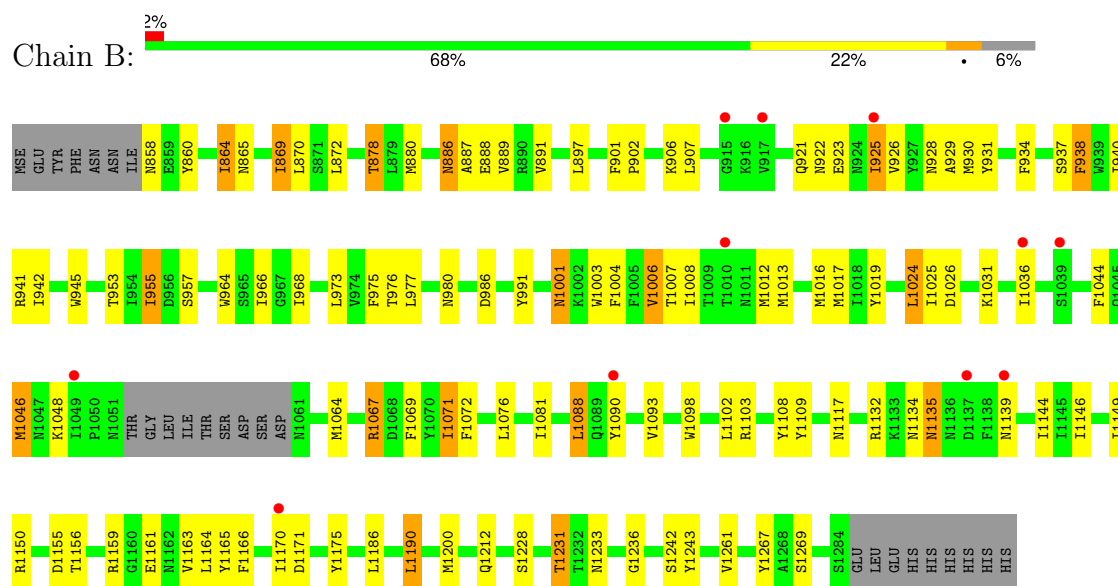 2%
Chain B:
68% 22% • 6%
MSE GLU TYR PHE ASN ASN ILE N858 E859 Y860 I864 N865 I869 L870 S871 L872 T878 L879 M880 N886 A887 E888 V889 R890 V891 L897 F901 P902 K906 L907 G915 K916 V917 Q921 N922 E923 N924 I925 V926 Y927 N928 A929 M930 Y931 F934 S937 F938 W939 I940
R941 I942 W945 T953 I954 I955 D956 S957 W964 S965 I966 G967 I968 L973 V974 F975 T976 L977 N980 D986 Y991 N1001 K1002 W1003 F1004 F1005 V1006 T1007 I1008 T1009 T1010 N1011 M1012 M1013 M1016 M1017 I1018 Y1019 L1024 I1025 D1026 K1031 I1036 S1039 F1044 Q1045
M1046 N1047 K1048 I1049 P1050 N1051 THR GLY LEU ILE THR SER ASP SER ASP N1061 M1064 R1067 D1068 F1069 Y1070 I1071 F1072 L1076 I1081 L1088 Q1089 Y1090 V1093 W1098 L1102 R1103 Y1108 Y1109 N1117 R1132 K1133 N1134 N1135 N1136 D1137 F1138 N1139 I1144 I1145 I1146 I1149
R1150 D1155 T1156 R1159 G1160 E1161 N1162 V1163 L1164 Y1165 F1166 I1170 D1171 Y1175 L1186 L1190 M1200 Q1212 S1228 T1231 T1232 N1233 G1236 S1242 Y1243 V1261 Y1267 A1268 S1269 S1284 GLU LEU GLU HIS HIS HIS HIS HIS HIS